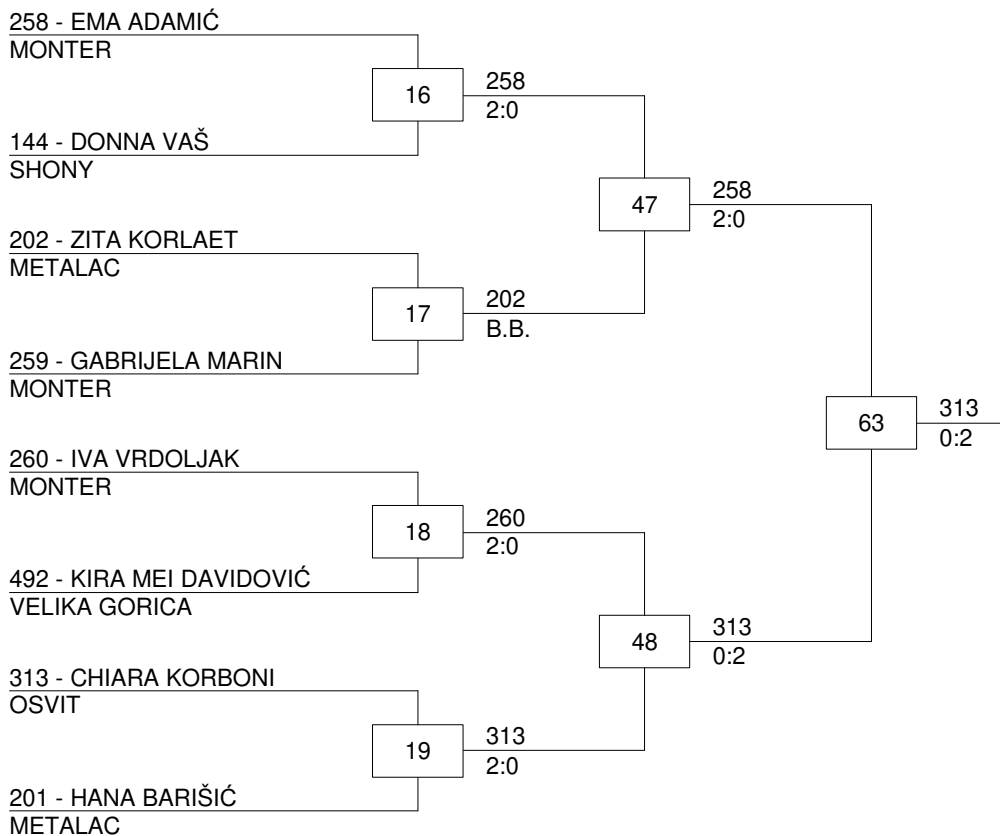 258 - EMA ADAMIĆ
MONTER
16
258
2:0
144 - DONNA VAŠ
SHONY
47
258
2:0
202 - ZITA KORLAET
METALAC
17
202
B.B.
259 - GABRIJELA MARIN
MONTER
63
313
0:2
260 - IVA VRDOLJAK
MONTER
18
260
2:0
492 - KIRA MEI DAVIDOVIĆ
VELIKA GORICA
48
313
0:2
313 - CHIARA KORBONI
OSVIT
19
313
2:0
201 - HANA BARIŠIĆ
METALAC